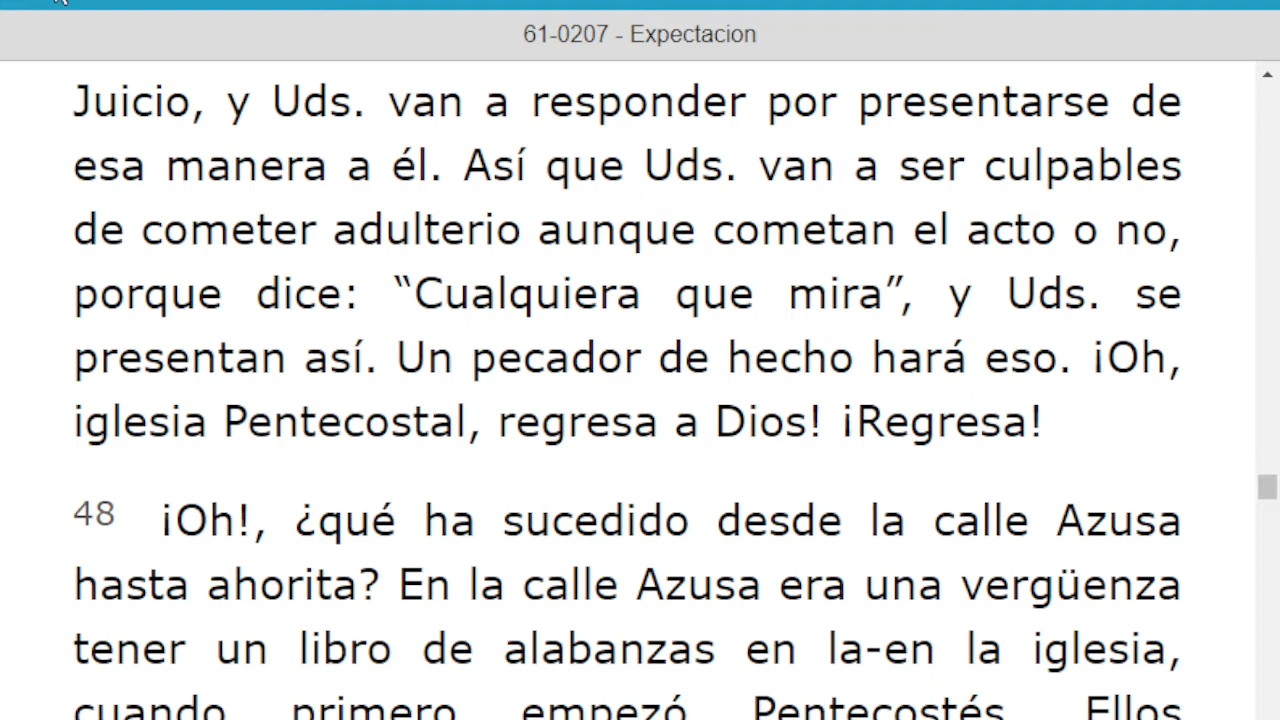 61-0207 - Expectacion
Juicio, y Uds. van a responder por presentarse de
esa manera a él. Así que Uds. van a ser culpables
de cometer adulterio aunque cometan el acto o no,
porque dice: “Cualquiera que mira”, y Uds. se
presentan así. Un pecador de hecho hará eso. ¡Oh,
iglesia Pentecostal, regresa a Dios! ¡Regresa!
48 ¡Oh!, ¿qué ha sucedido desde la calle Azusa
hasta ahorita? En la calle Azusa era una vergüenza
tener un libro de alabanzas en la-en la iglesia,
cuando primero empezó Pentecostés. Ellos